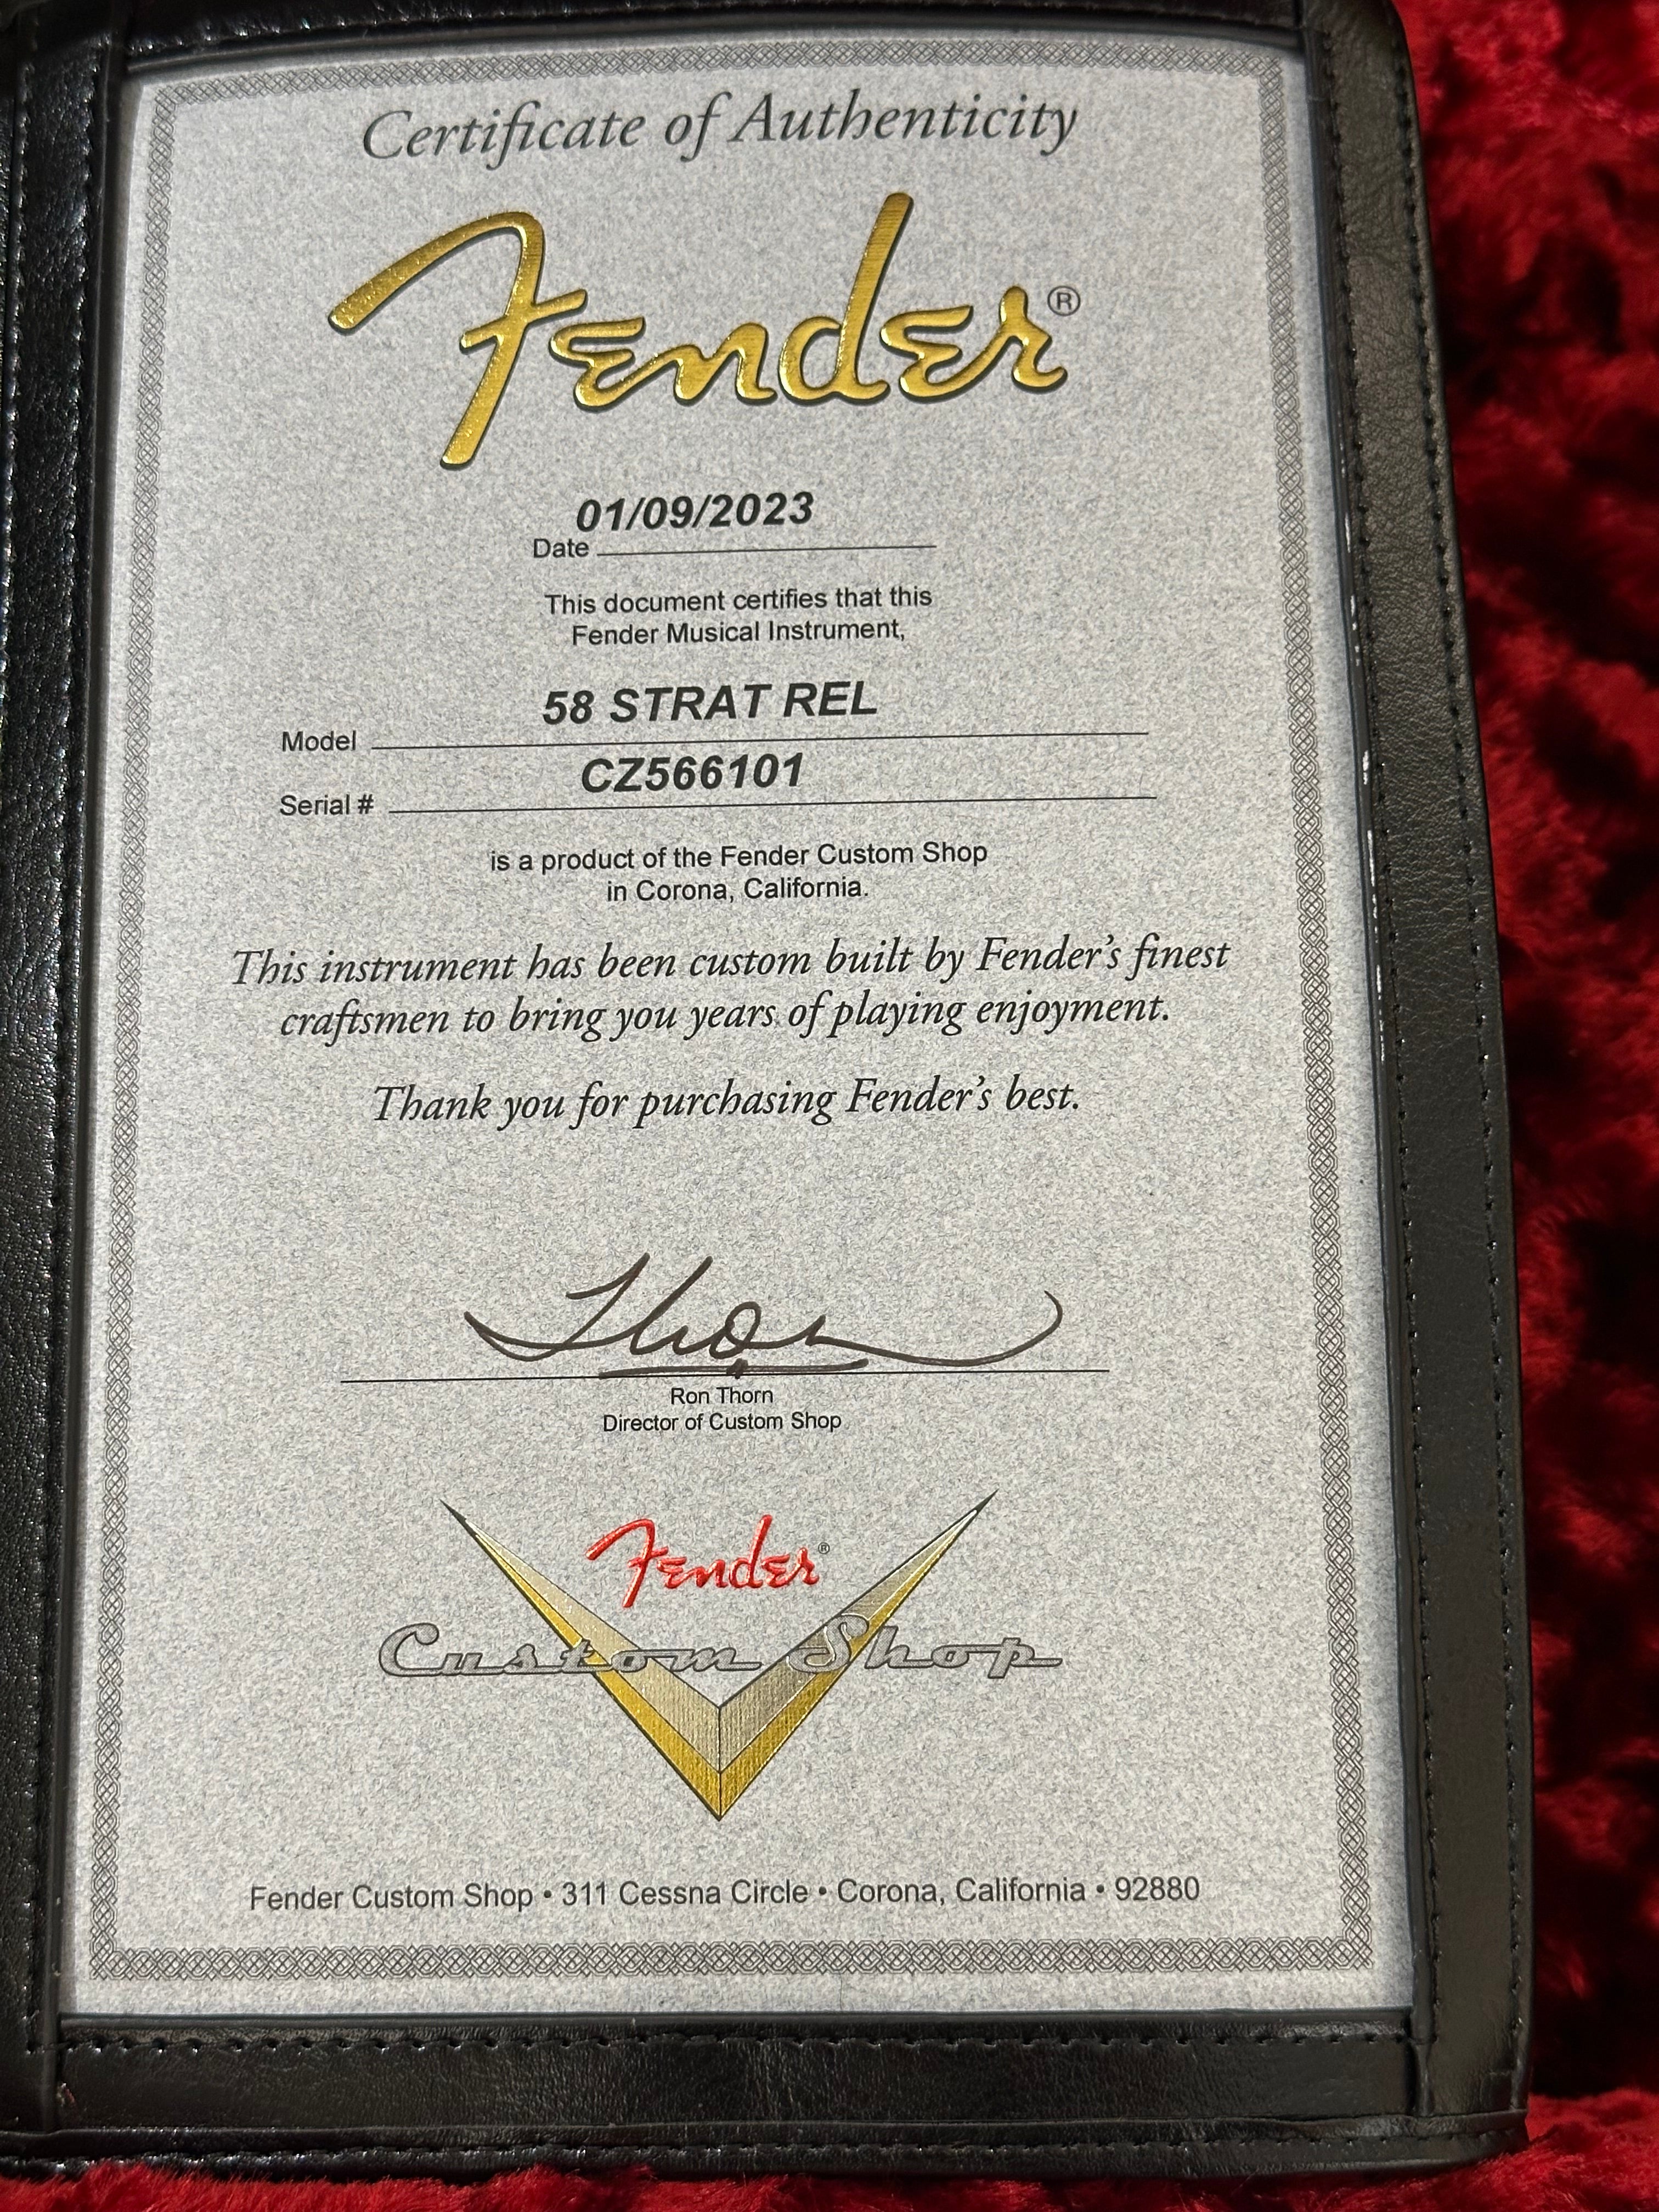 Certificate of Authenticity
Fender®
01/09/2023
Date
This document certifies that this
Fender Musical Instrument,
58 STRAT REL
Model
CZ566101
Serial #
is a product of the Fender Custom Shop
in Corona, California.
This instrument has been custom built by Fender's finest
craftsmen to bring you years of playing enjoyment.
Thank you for purchasing Fender's best.
Thorn
Ron Thorn
Director of Custom Shop
Fender®
Custom Shop
Fender Custom Shop • 311 Cessna Circle • Corona, California • 92880